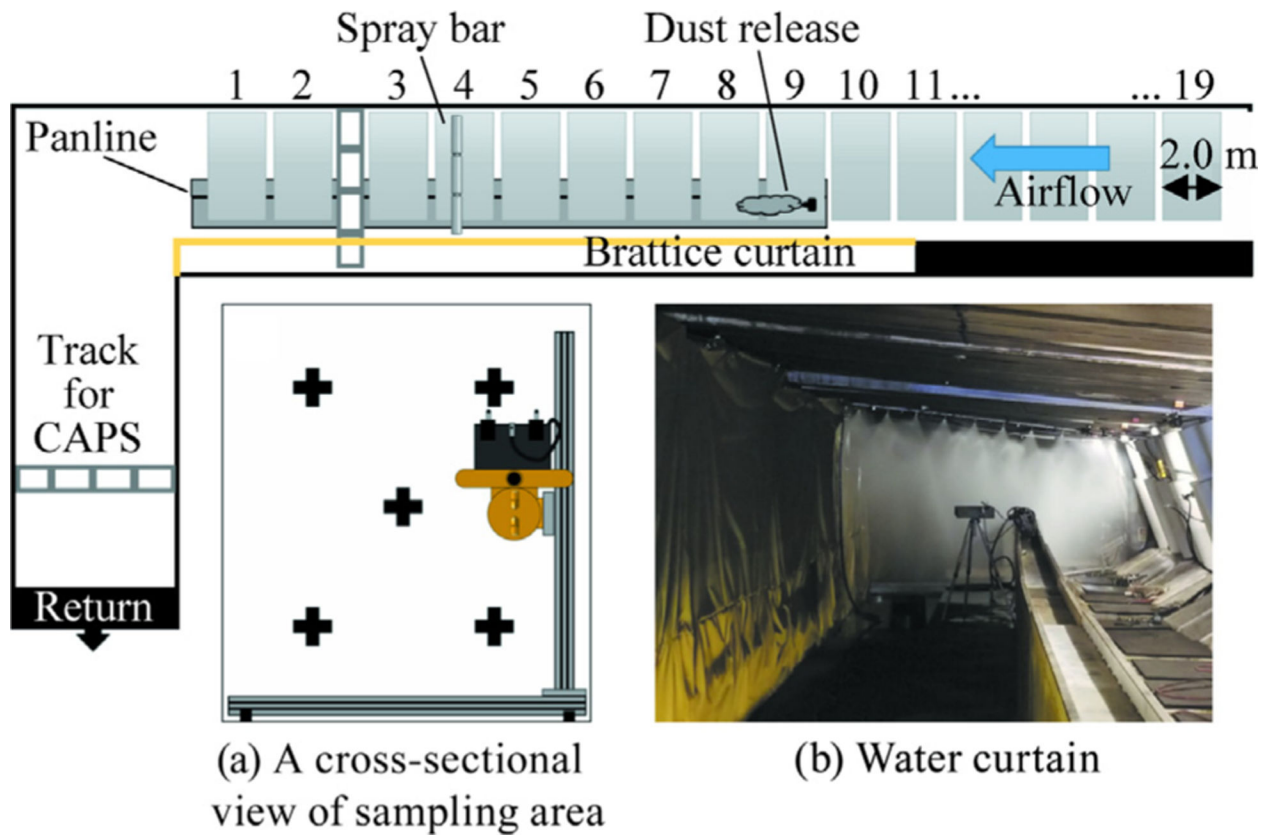 Spray bar
Dust release
1 2 3 4 5 6 7 8 9 10 11... ... 19
Panline
2.0 m
Airflow
Brattice curtain
Track
for
CAPS
Return
(a) A cross-sectional
view of sampling area
(b) Water curtain